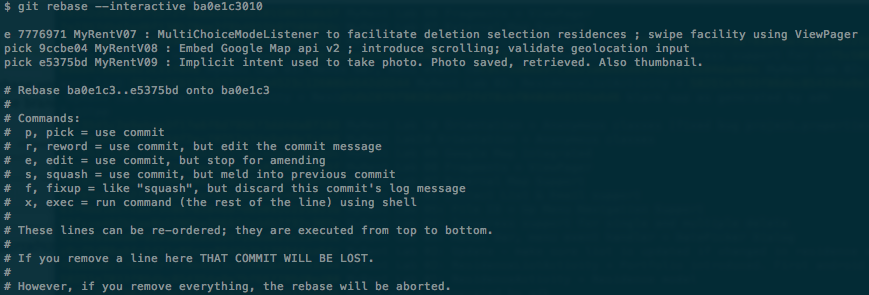 $ git rebase --interactive ba0e1c3010
e 7776971 MyRentV07 : MultiChoiceModeListener to facilitate deletion selection residences ; swipe facility using ViewPager
pick 9ccbe04 MyRentV08 : Embed Google Map api v2 ; introduce scrolling; validate geolocation input
pick e5375bd MyRentV09 : Implicit intent used to take photo. Photo saved, retrieved. Also thumbnail.
# Rebase ba0e1c3..e5375bd onto ba0e1c3
#
# Commands:
#  p, pick = use commit
#  r, reword = use commit, but edit the commit message
#  e, edit = use commit, but stop for amending
#  s, squash = use commit, but meld into previous commit
#  f, fixup = like "squash", but discard this commit's log message
#  x, exec = run command (the rest of the line) using shell
#
# These lines can be re-ordered; they are executed from top to bottom.
#
# If you remove a line here THAT COMMIT WILL BE LOST.
#
# However, if you remove everything, the rebase will be aborted.